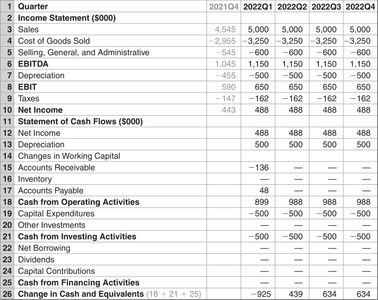 1 Quarter 2021Q4 2022Q1 2022Q2 2022Q3 2022Q4
2 Income Statement ($000)
3 Sales 4,545 5,000 5,000 5,000 5,000
4 Cost of Goods Sold −2,955 −3,250 −3,250 −3,250 −3,250
5 Selling, General, and Administrative −545 −600 −600 −600 −600
6 EBITDA 1,045 1,150 1,150 1,150 1,150
7 Depreciation −455 −500 −500 −500 −500
8 EBIT 590 650 650 650 650
9 Taxes −147 −162 −162 −162 −162
10 Net Income 443 488 488 488 488
11 Statement of Cash Flows ($000)
12 Net Income 488 488 488 488
13 Depreciation 500 500 500 500
14 Changes in Working Capital
15 Accounts Receivable −136 — — —
16 Inventory — — — —
17 Accounts Payable 48 — — —
18 Cash from Operating Activities 899 988 988 988
19 Capital Expenditures −500 −500 −500 −500
20 Other Investments — — — —
21 Cash from Investing Activities −500 −500 −500 −500
22 Net Borrowing — — — —
23 Dividends — — — —
24 Capital Contributions — — — —
25 Cash from Financing Activities — — — —
26 Change in Cash and Equivalents (18 + 21 + 25) −925 439 634 634